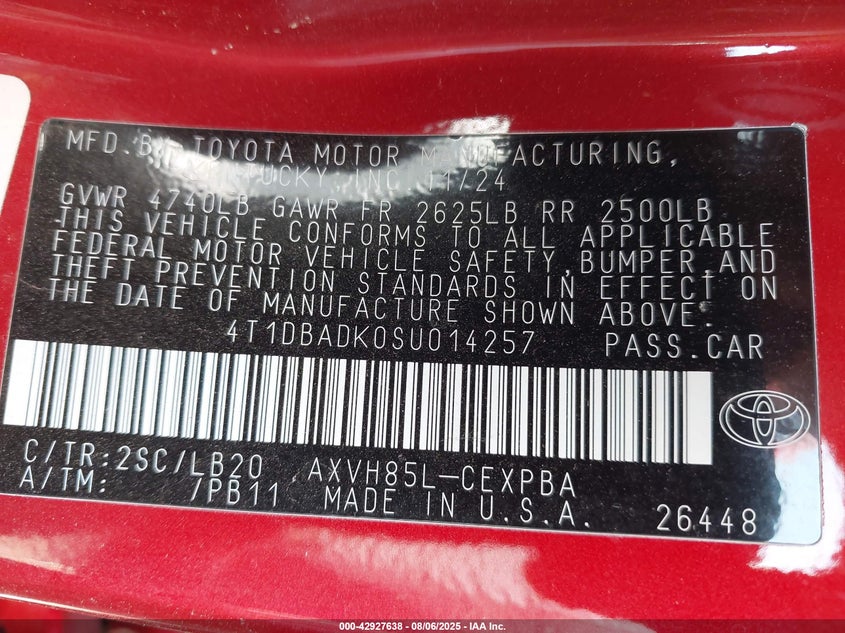 MFD. BY TOYOTA MOTOR MANUFACTURING,
INC. 11/24
GVWR 4740LB GAWR FR 2625LB RR 2500LB
THIS VEHICLE CONFORMS TO ALL APPLICABLE
FEDERAL MOTOR VEHICLE SAFETY,BUMPER,AND
THEFT PREVENTION STANDARDS IN EFFECT ON
THE DATE OF MANUFACTURE SHOWN ABOVE.
4T1DBADK0SU014257 PASS.CAR
C/TR:2SC/LB20 AXVH85L-CEXPBA
A/TM: /PB11 MADE IN U.S.A. 26448
000-42927638 - 08/06/2025 - IAA Inc.